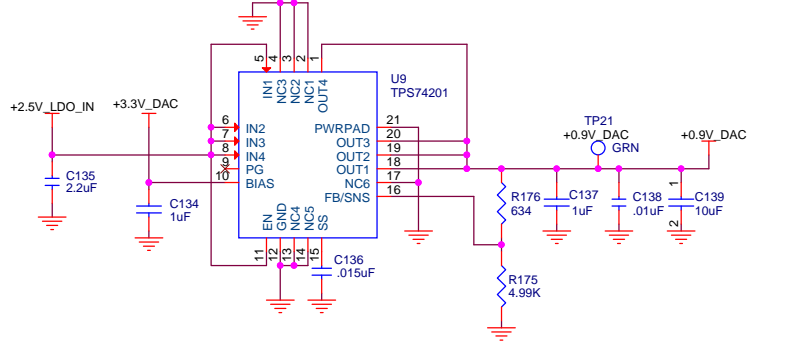 5
4
3
2
1
IN1
NC3
NC2
NC1
OUT4
U9
TPS74201
+2.5V_LDO_IN
+3.3V_DAC
6
7
8
9
10
IN2
IN3
IN4
PG
BIAS
PWRPAD
OUT3
OUT2
OUT1
NC6
FB/SNS
21
20
19
18
17
16
TP21
+0.9V_DAC
GRN
+0.9V_DAC
C135
2.2uF
C134
1uF
R176
634
C137
1uF
C138
.01uF
1
C139
10uF
2
EN
GND
NC4
NC5
SS
11
12
13
14
15
C136
.015uF
R175
4.99K